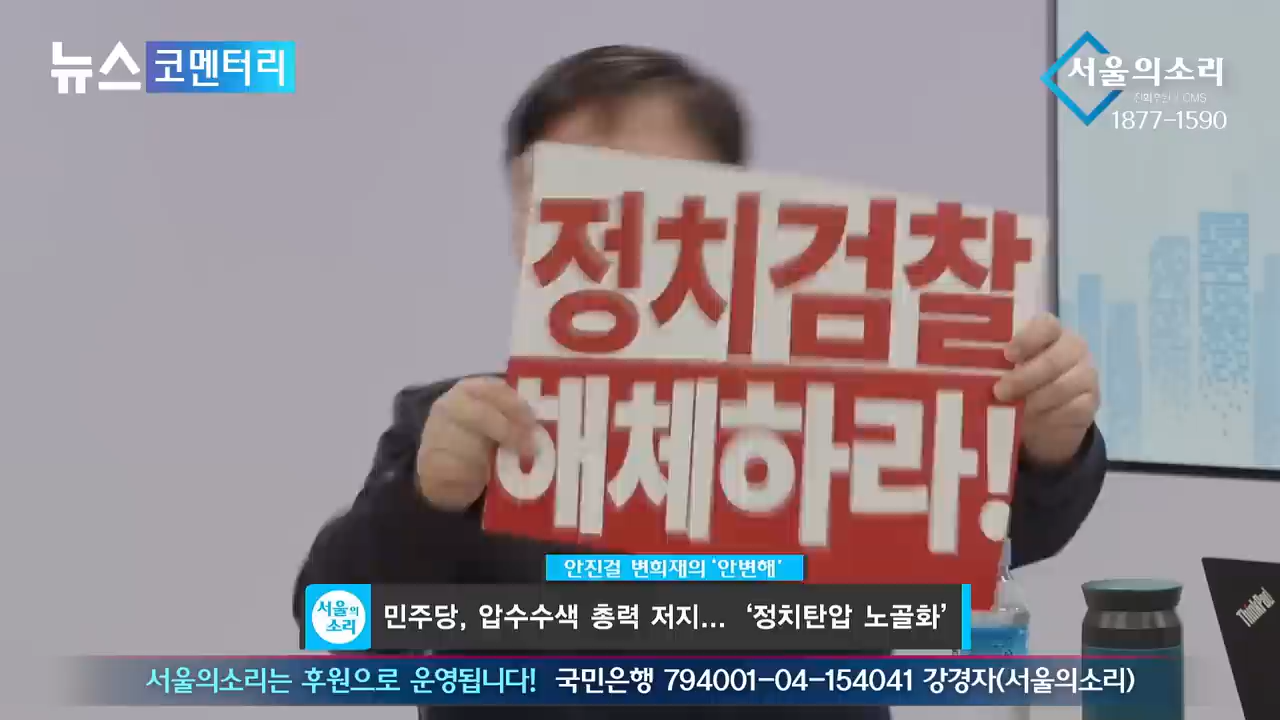 뉴스 코멘터리
서울의소리
1877-1590
정치검찰
해체하라!
안진걸 변희재의 ‘안변해’
서울의 소리
민주당, 압수수색 총력 저지... ‘정치탄압 노골화’
서울의소리는 후원으로 운영됩니다! 국민은행 794001-04-154041 강경자(서울의소리)
ThinkPad